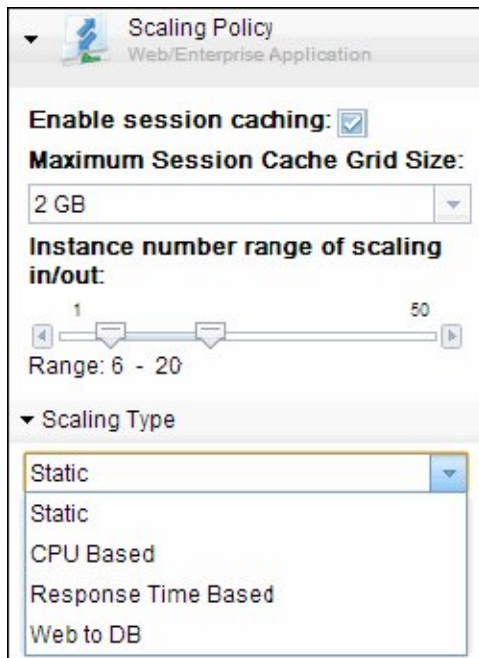 Scaling Policy
Web/Enterprise Application
Enable session caching:
Maximum Session Cache Grid Size:
2 GB
Instance number range of scaling
in/out:
1 50
Range: 6 - 20
Scaling Type
Static
Static
CPU Based
Response Time Based
Web to DB